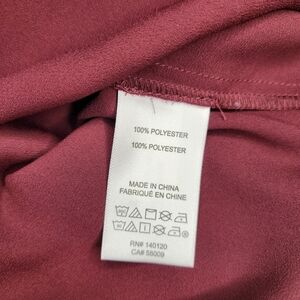 100% POLYESTER
100% POLYESTER
MADE IN CHINA
FABRIQUÉ EN CHINE
RN# 140120
CA# 58009